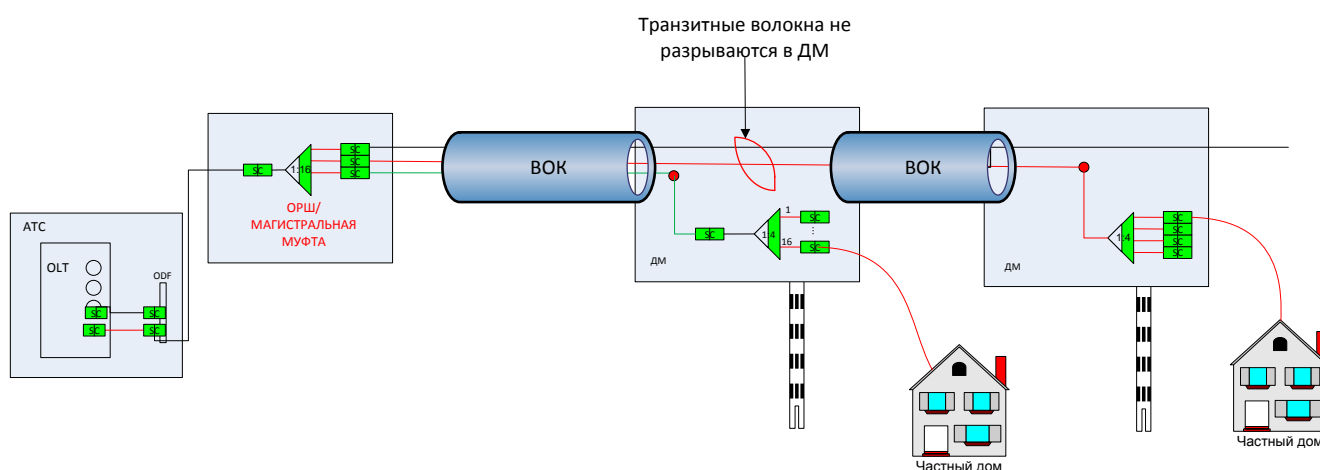 Транзитные волокна не
разрываются в ДМ
SC
1:16
SC
SC
SC
ОРШ/
МАГИСТРАЛЬНАЯ
МУФТА
ВОК
ВОК
АТС
OLT
ODF
SC
SC
SC
SC
1
SC
SC
1:4
16
SC
дм
SC
1:4
SC
SC
SC
дм
Частный дом
Частный дом